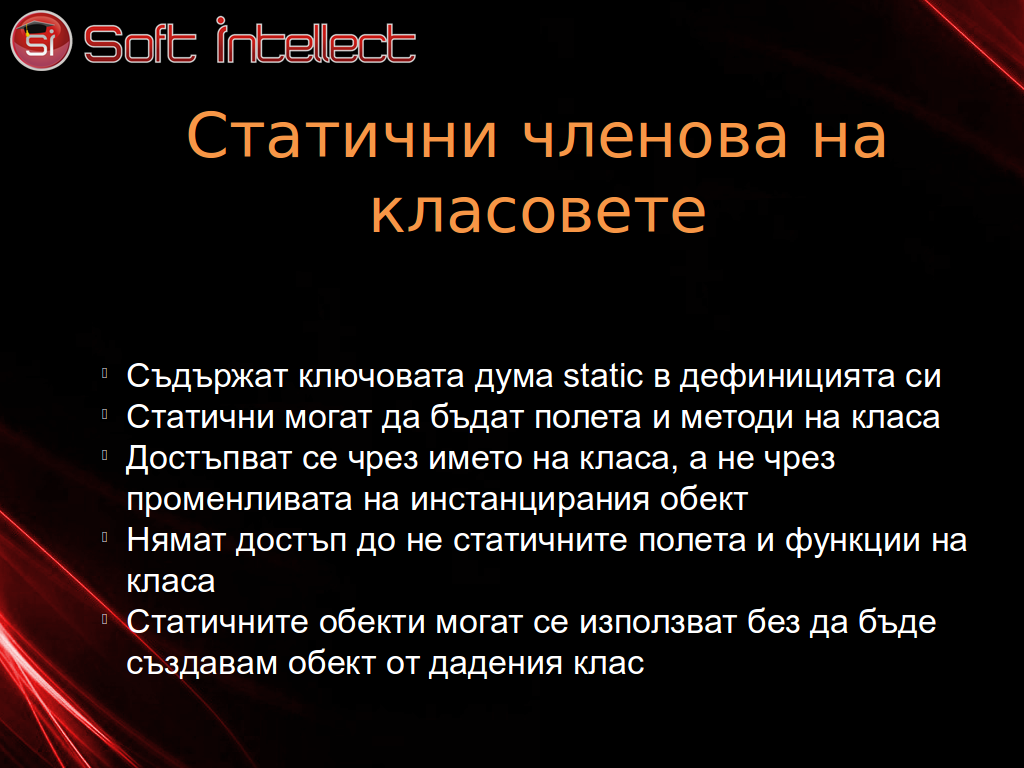 Si Soft Intellect
Статични членова на
класовете
Съдържат ключовата дума static в дефиницията си
Статични могат да бъдат полета и методи на класа
Достъпват се чрез името на класа, а не чрез
променливата на инстанцирания обект
Нямат достъп до не статичните полета и функции на
класа
Статичните обекти могат се използват без да бъде
създавам обект от дадения клас